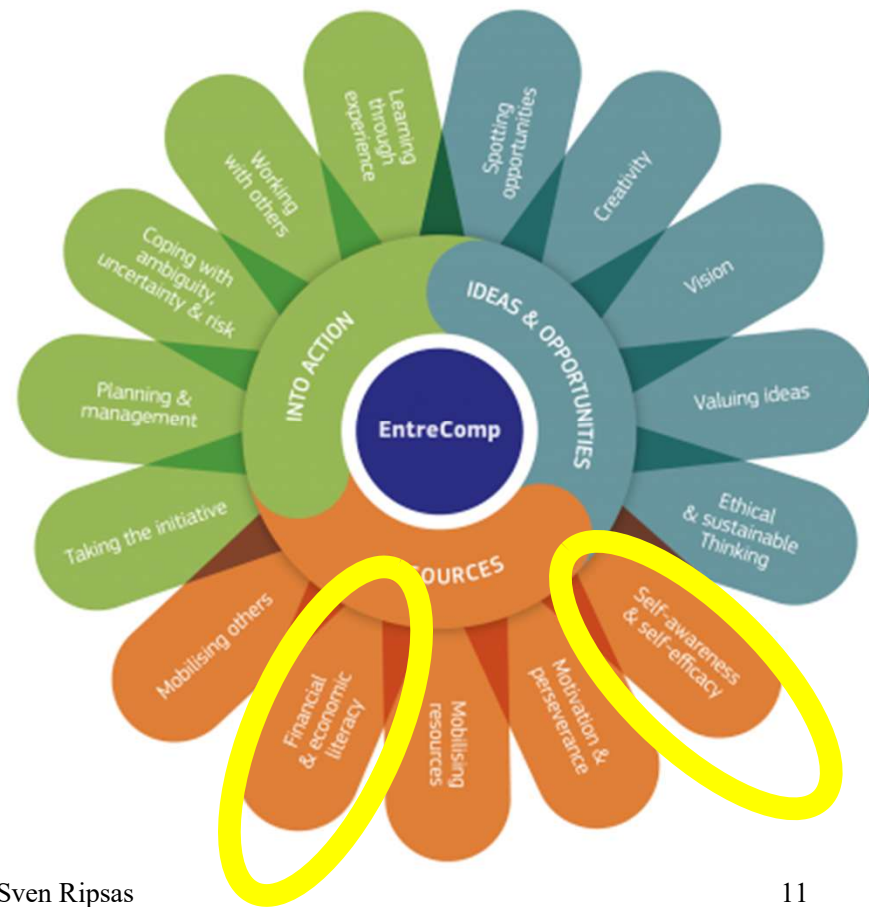 Learning
through
experience
Spotting
opportunities
Creativity
Vision
Valuing ideas
Ethical
& sustainable
Thinking
Self-awareness
& self-efficacy
Motivation &
perseverance
Mobilising
resources
Financial
& economic
literacy
Mobilising others
Taking the initiative
Planning &
management
Coping with
ambiguity,
uncertainty & risk
Working
with others
INTO ACTION
IDEAS & OPPORTUNITIES
OURCES
EntreComp
Sven Ripsas
11